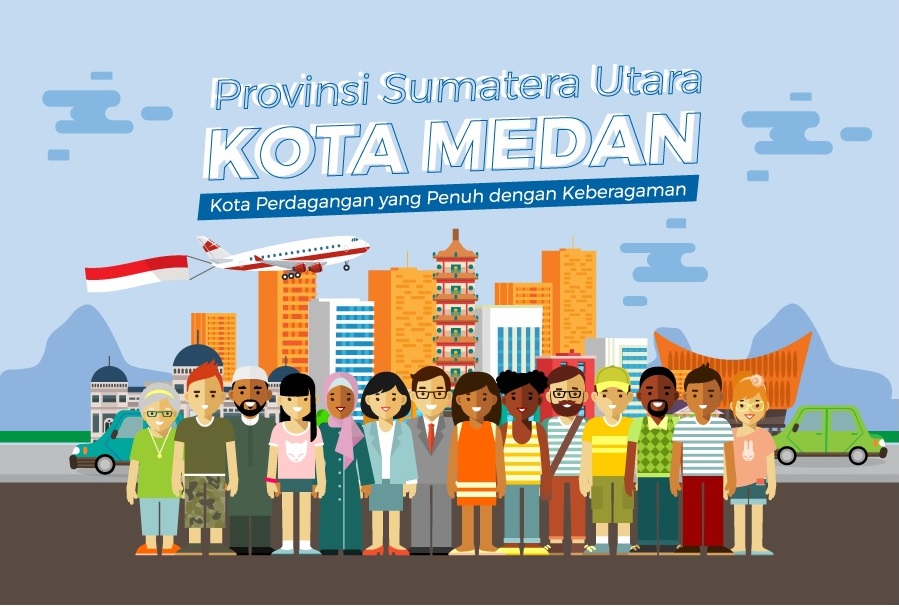 Provinsi Sumatera Utara
KOTA MEDAN
Kota Perdagangan yang Penuh dengan Keberagaman